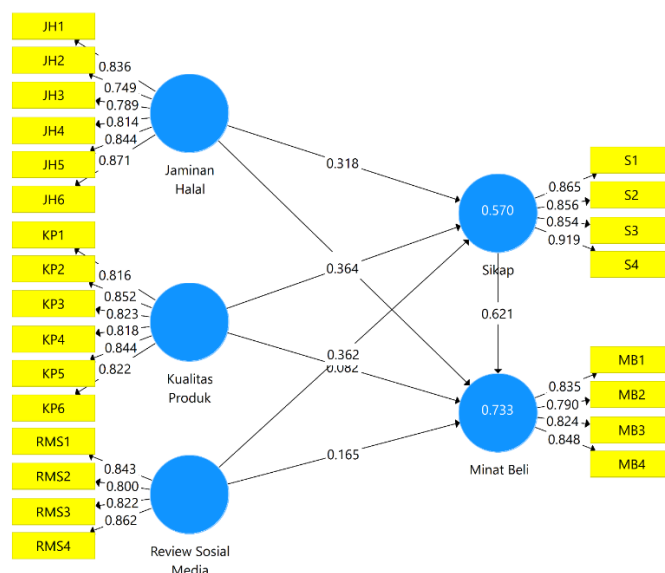 JH1
JH2
JH3
JH4
JH5
JH6
0.836
0.749
0.789
0.814
0.844
0.871
Jaminan
Halal
KP1
KP2
KP3
KP4
KP5
KP6
0.816
0.852
0.823
0.818
0.844
0.822
Kualitas
Produk
RMS1
RMS2
RMS3
RMS4
0.843
0.800
0.822
0.862
Review Sosial
Media
0.318
0.364
0.362
0.082
0.165
0.570
Sikap
0.621
0.733
Minat Beli
0.865
0.856
0.854
0.919
S1
S2
S3
S4
0.835
0.790
0.824
0.848
MB1
MB2
MB3
MB4